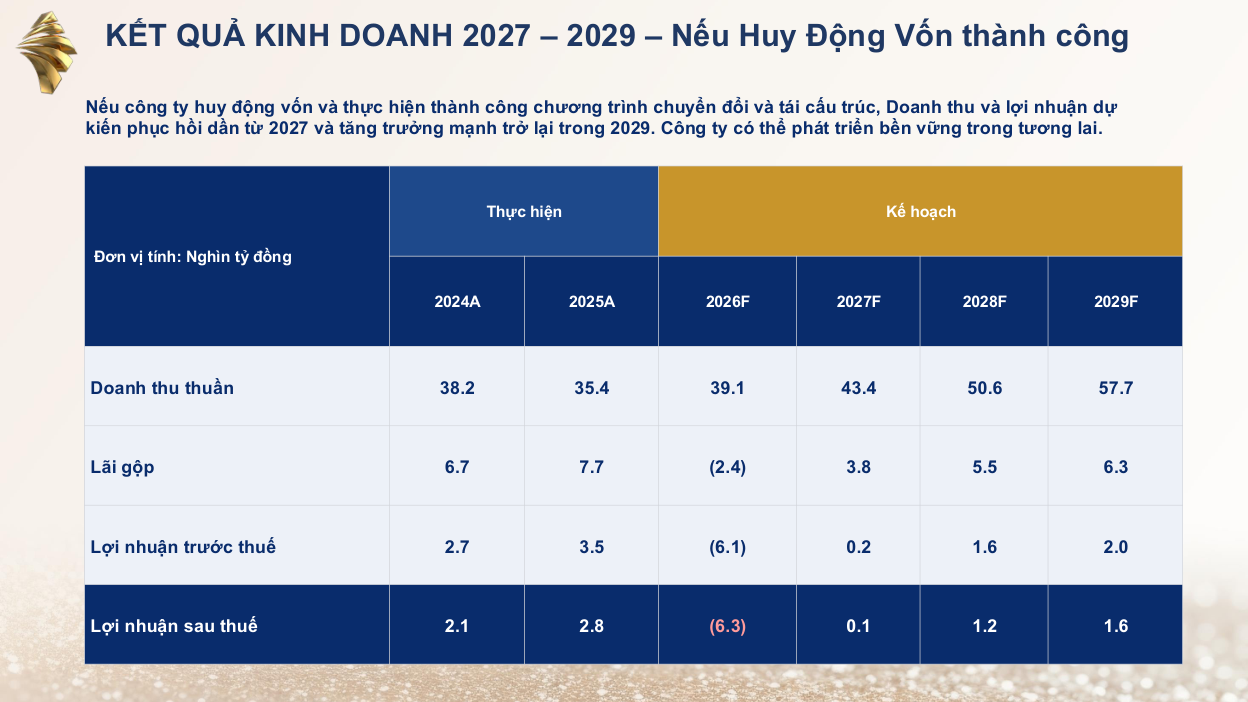 KẾT QUẢ KINH DOANH 2027 – 2029 – Nếu Huy Động Vốn thành công
Nếu công ty huy động vốn và thực hiện thành công chương trình chuyển đổi và tái cấu trúc, Doanh thu và lợi nhuận dự
kiến phục hồi dần từ 2027 và tăng trưởng mạnh trở lại trong 2029. Công ty có thể phát triển bền vững trong tương lai.
Đơn vị tính: Nghìn tỷ đồng
Thực hiện Kế hoạch
2024A 2025A 2026F 2027F 2028F 2029F
Doanh thu thuần 38.2 35.4 39.1 43.4 50.6 57.7
Lãi gộp 6.7 7.7 (2.4) 3.8 5.5 6.3
Lợi nhuận trước thuế 2.7 3.5 (6.1) 0.2 1.6 2.0
Lợi nhuận sau thuế 2.1 2.8 (6.3) 0.1 1.2 1.6